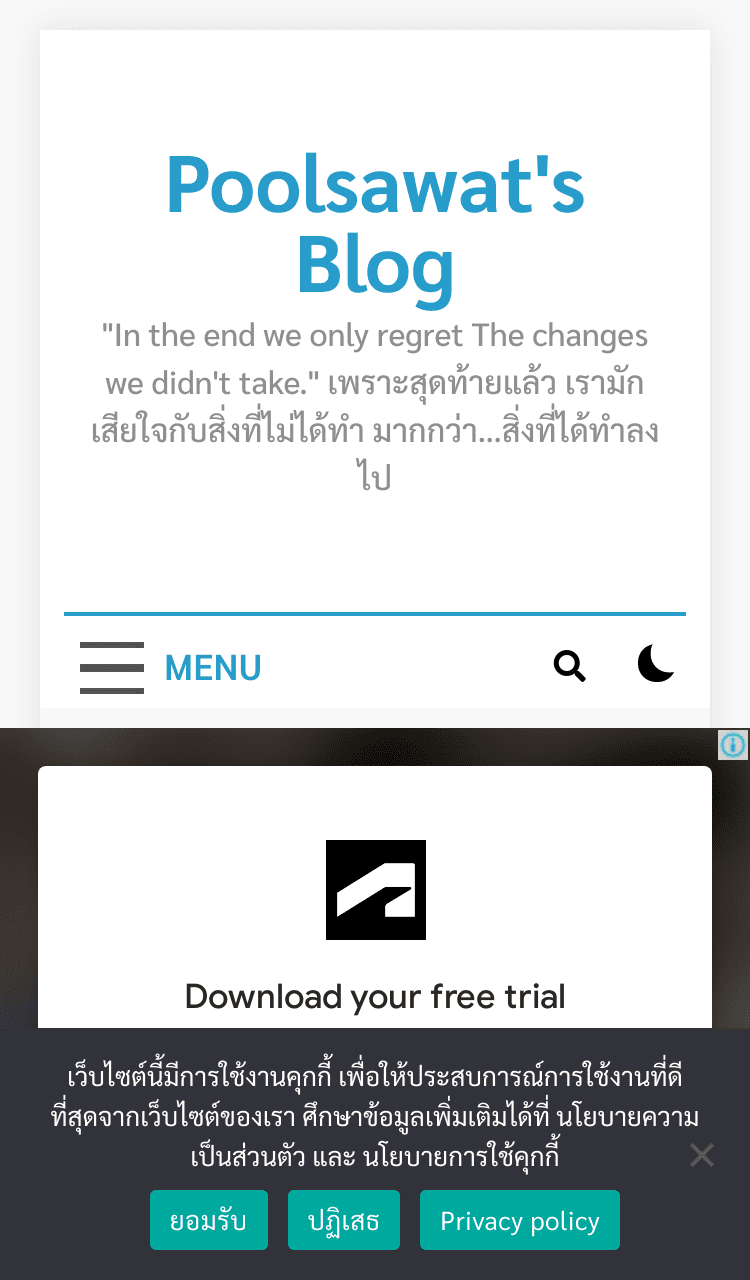 Poolsawat's
Blog
"In the end we only regret The changes
we didn't take." เพราะสุดท้ายแล้ว เรามัก
เสียใจกับสิ่งที่ไม่ได้ทำ มากกว่า...สิ่งที่ได้ทำลง
ไป
MENU
Download your free trial
เว็บไซต์นี้มีการใช้งานคุกกี้ เพื่อให้ประสบการณ์การใช้งานที่ดี
ที่สุดจากเว็บไซต์ของเรา ศึกษาข้อมูลเพิ่มเติมได้ที่ นโยบายความ
เป็นส่วนตัว และ นโยบายการใช้คุกกี้
ยอมรับ ปฏิเสธ Privacy policy